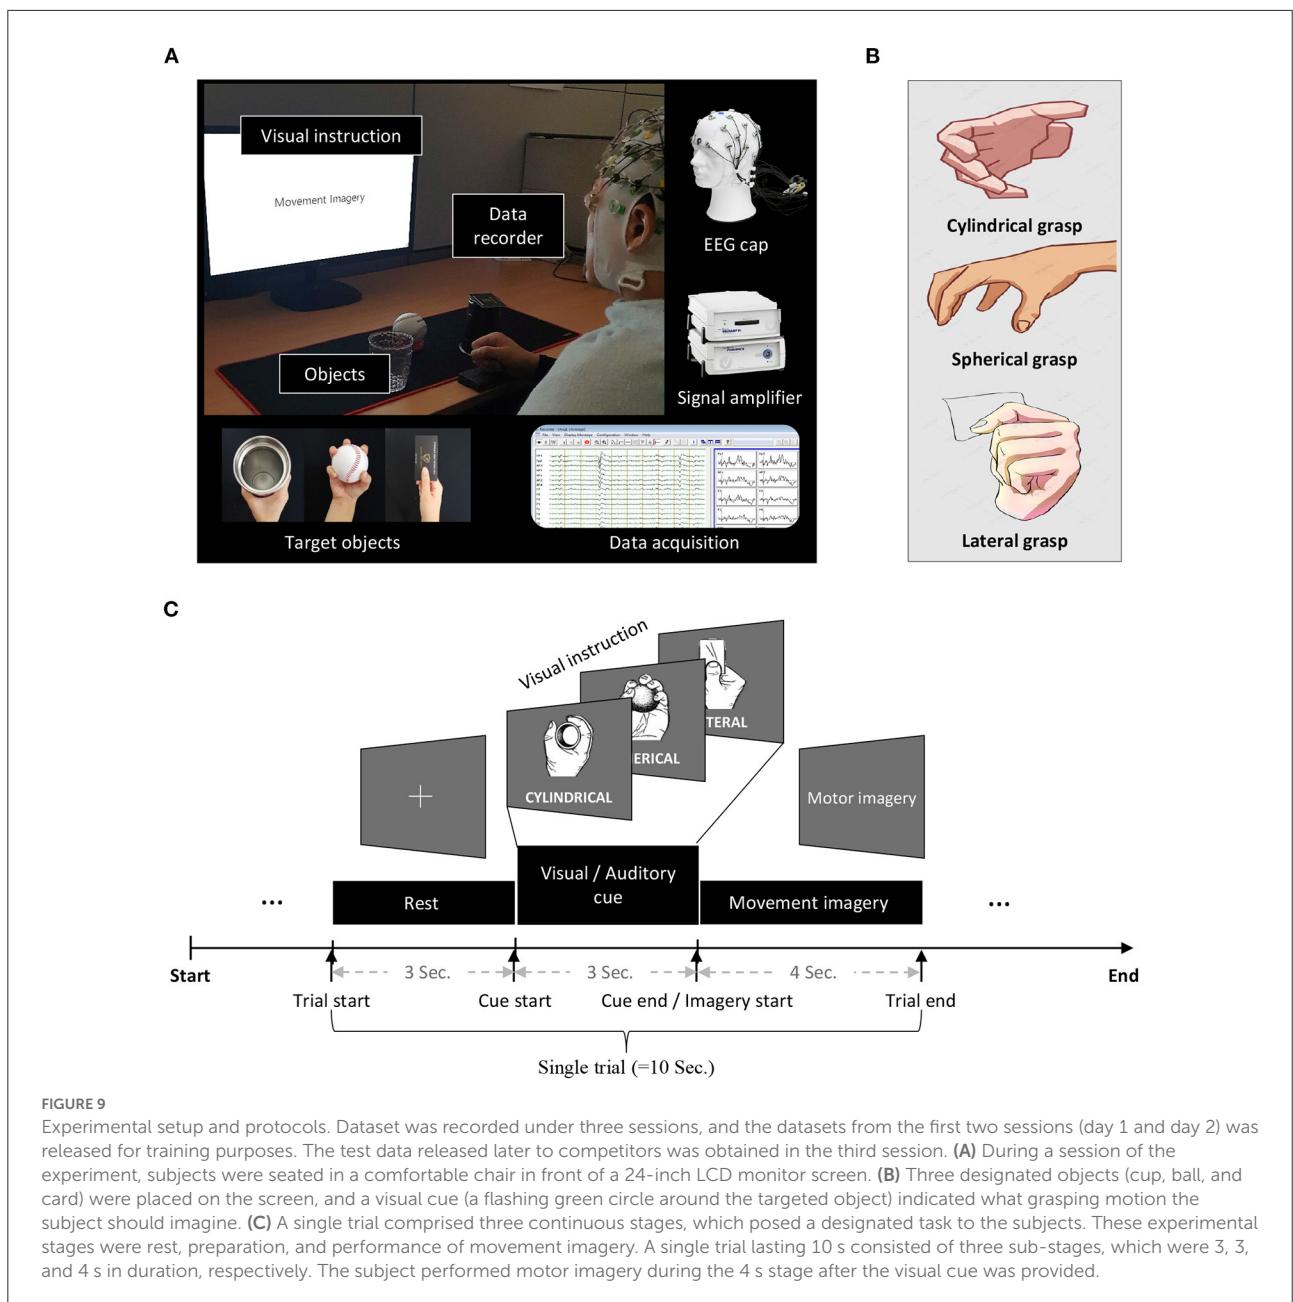 A
B
Visual instruction
Movement Imagery
Data
recorder
Objects
EEG cap
Signal amplifier
Target objects
Data acquisition
Cylindrical grasp
Spherical grasp
Lateral grasp
C
Visual instruction
CYLINDRICAL
ERICAL
TERAL
Motor imagery
...
Rest
Visual / Auditory
cue
Movement imagery
...
3 Sec.
3 Sec.
4 Sec.
Start
End
Trial start
Cue start
Cue end / Imagery start
Trial end
Single trial (=10 Sec.)
FIGURE 9
Experimental setup and protocols. Dataset was recorded under three sessions, and the datasets from the first two sessions (day 1 and day 2) was
released for training purposes. The test data released later to competitors was obtained in the third session. (A) During a session of the
experiment, subjects were seated in a comfortable chair in front of a 24-inch LCD monitor screen. (B) Three designated objects (cup, ball, and
card) were placed on the screen, and a visual cue (a flashing green circle around the targeted object) indicated what grasping motion the
subject should imagine. (C) A single trial comprised three continuous stages, which posed a designated task to the subjects. These experimental
stages were rest, preparation, and performance of movement imagery. A single trial lasting 10 s consisted of three sub-stages, which were 3, 3,
and 4 s in duration, respectively. The subject performed motor imagery during the 4 s stage after the visual cue was provided.